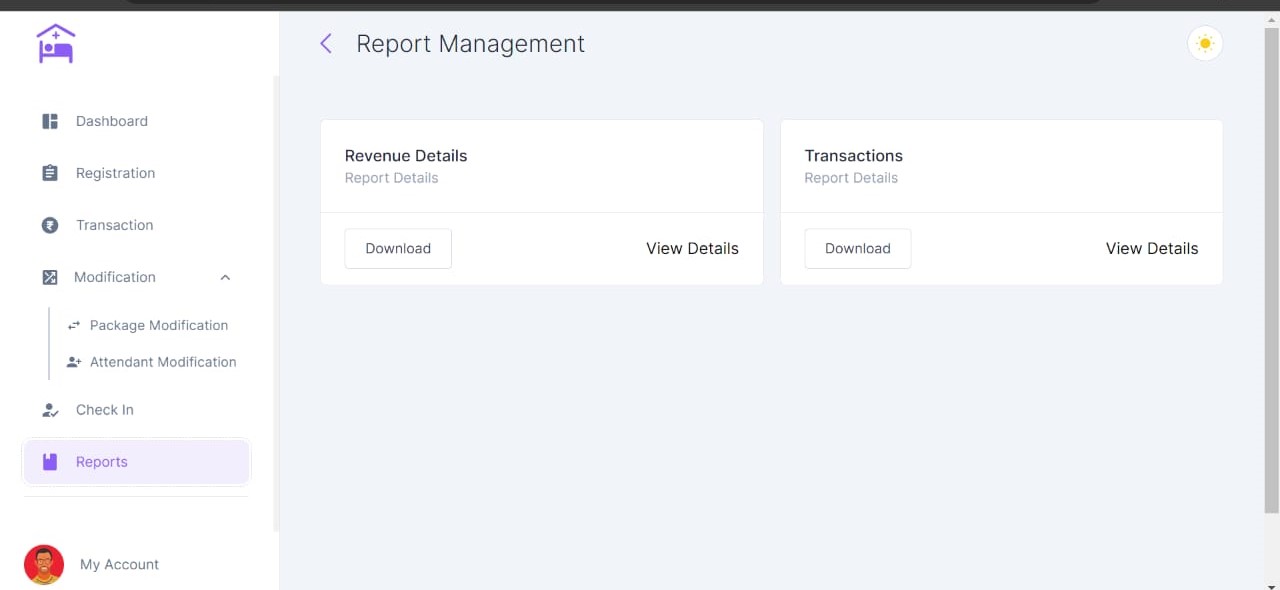 Report Management
Dashboard
Registration
Transaction
Modification
Package Modification
Attendant Modification
Check In
Reports
My Account
Revenue Details
Report Details
Download
View Details
Transactions
Report Details
Download
View Details